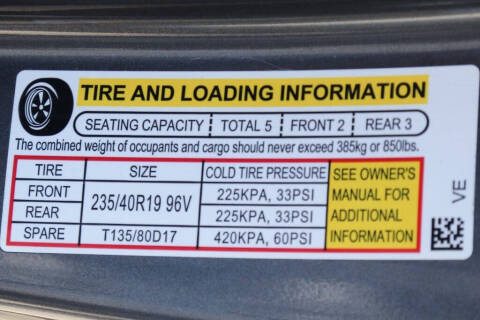 TIRE AND LOADING INFORMATION
SEATING CAPACITY TOTAL 5 FRONT 2 REAR 3
The combined weight of occupants and cargo should never exceed 385kg or 850lbs.
TIRE SIZE COLD TIRE PRESSURE SEE OWNER'S MANUAL FOR ADDITIONAL INFORMATION
FRONT 235/40R19 96V 225KPA, 33PSI
REAR 225KPA, 33PSI
SPARE T135/80D17 420KPA, 60PSI
VE